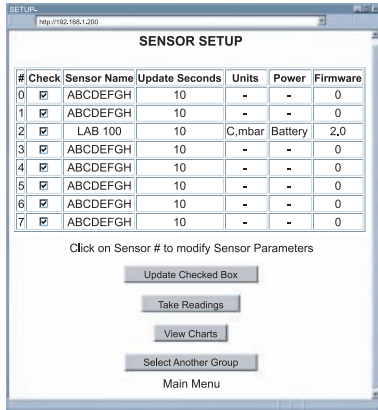 SETUP-
http://192.168.1.200
SENSOR SETUP
# Check Sensor Name Update Seconds Units Power Firmware
0 ABCDEFGH 10 - - 0
1 ABCDEFGH 10 - - 0
2 LAB 100 10 C,mbar Battery 2.0
3 ABCDEFGH 10 - - 0
4 ABCDEFGH 10 - - 0
5 ABCDEFGH 10 - - 0
6 ABCDEFGH 10 - - 0
7 ABCDEFGH 10 - - 0
Click on Sensor # to modify Sensor Parameters
Update Checked Box
Take Readings
View Charts
Select Another Group
Main Menu